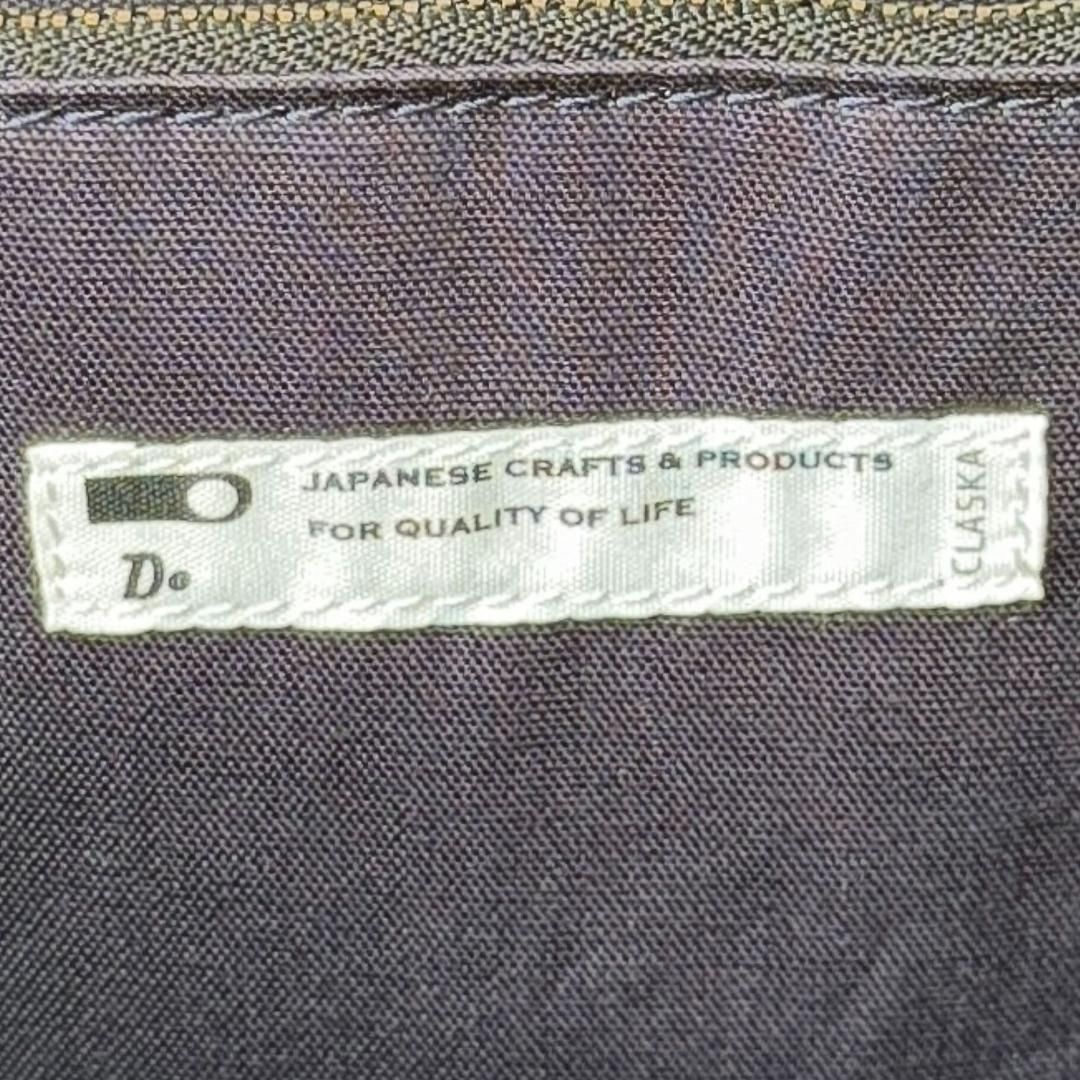 JAPANESE CRAFTS & PRODUCTS
FOR QUALITY OF LIFE
Do
CLASKA